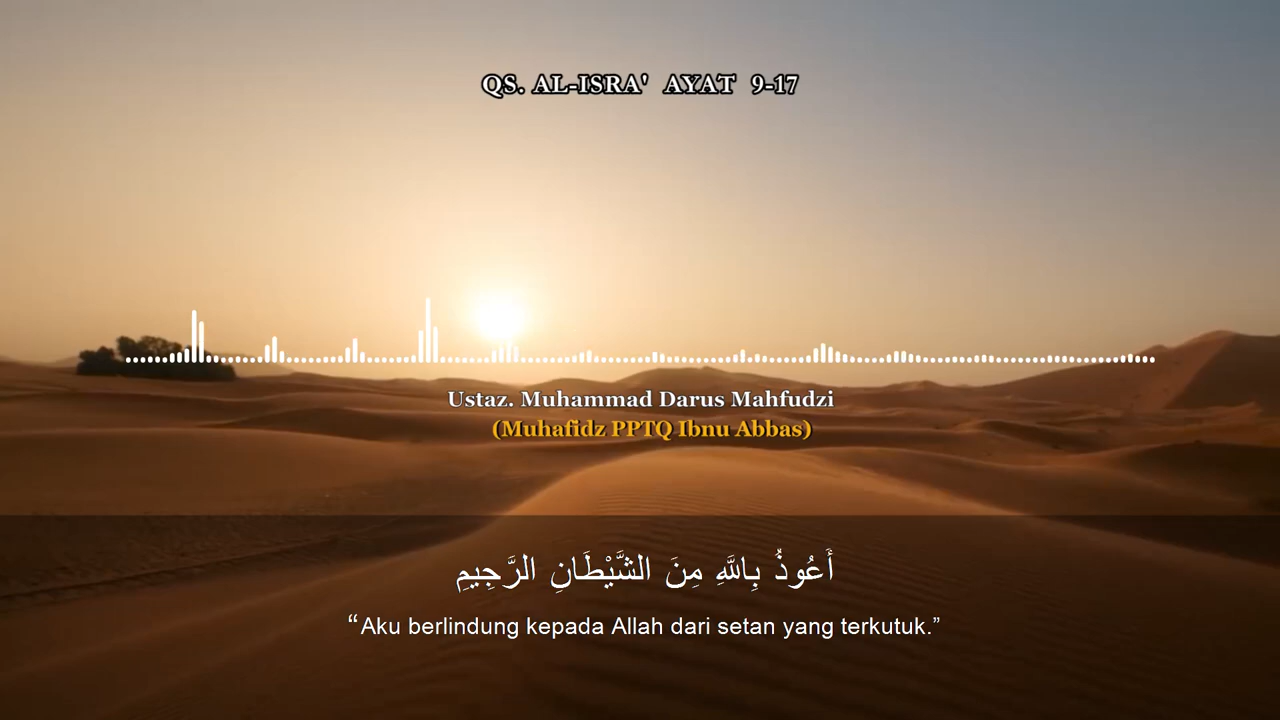 QS. AL-ISRA' AYAT 9-17
Ustaz. Muhammad Darus Mahfudzi
(Muhafidz PPTQ Ibnu Abbas)
أَعُوذُ بِاللَّهِ مِنَ الشَّيْطَانِ الرَّجِيمِ
“Aku berlindung kepada Allah dari setan yang terkutuk.”